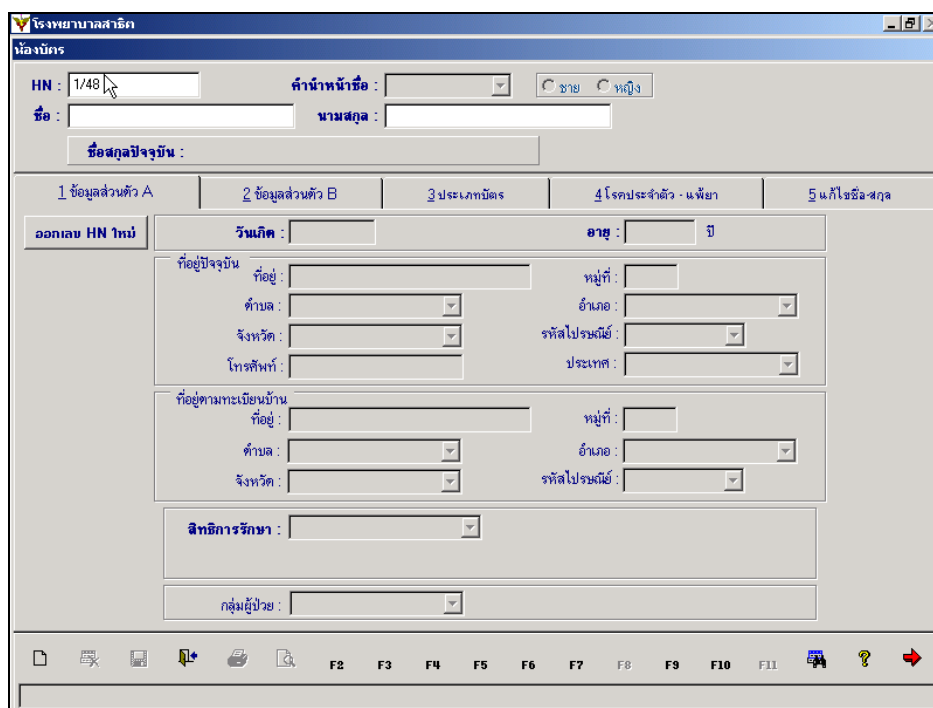 โรงพยาบาลสาธิต
ห้องบัตร
HN : 1/48 คำนำหน้าชื่อ : ชาย หญิง
ชื่อ : นามสกุล :
ชื่อสกุลปัจจุบัน :
1 ข้อมูลส่วนตัว A 2 ข้อมูลส่วนตัว B 3 ประเภทบัตร 4 โรคประจำตัว - แพ้ยา 5 แก้ไขชื่อ-สกุล
ออกเลข HN ใหม่ วันเกิด : อายุ : ปี
ที่อยู่ปัจจุบัน
ที่อยู่ : หมู่ที่ :
ตำบล : อำเภอ :
จังหวัด : รหัสไปรษณีย์ :
โทรศัพท์ : ประเทศ :
ที่อยู่ตามทะเบียนบ้าน
ที่อยู่ : หมู่ที่ :
ตำบล : อำเภอ :
จังหวัด : รหัสไปรษณีย์ :
สิทธิการรักษา :
กลุ่มผู้ป่วย :
F2 F3 F4 F5 F6 F7 F8 F9 F10 F11